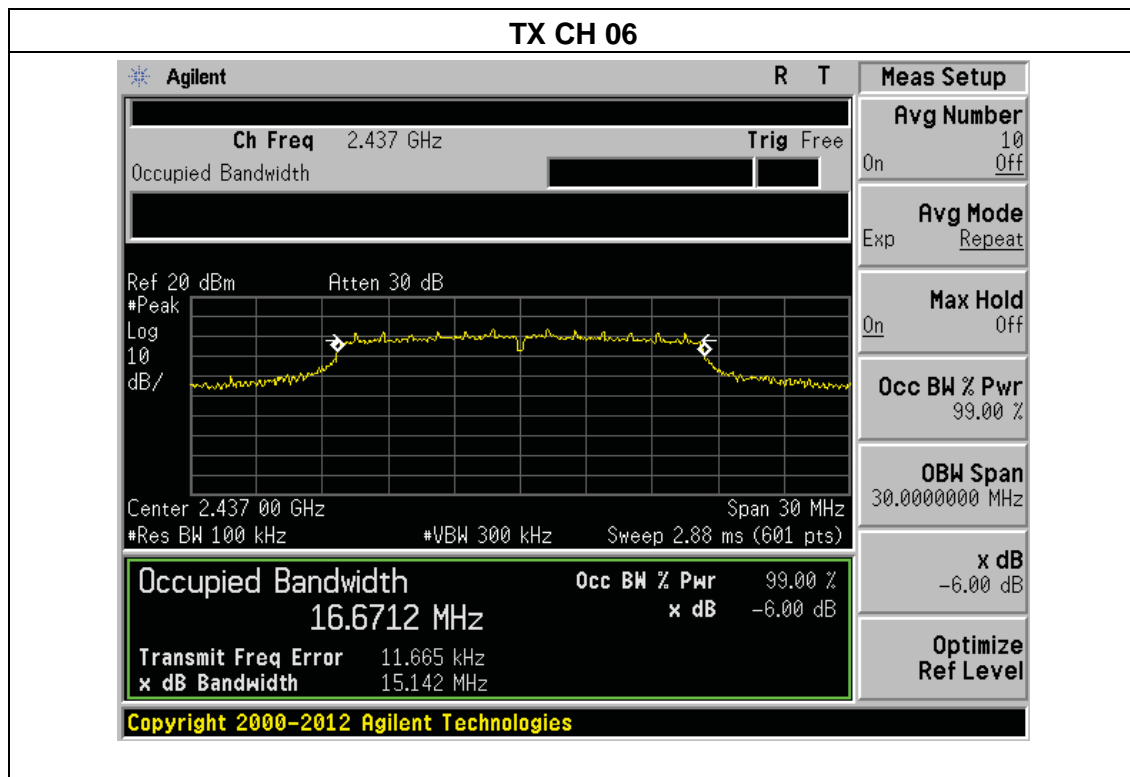 TX CH 06
Agilent R T
Meas Setup
Ch Freq 2.437 GHz Trig Free
Occupied Bandwidth
Ref 20 dBm Atten 30 dB
#Peak
Log
10
dB/
Center 2.437 00 GHz Span 30 MHz
#Res BW 100 kHz #VBW 300 kHz Sweep 2.88 ms (601 pts)
Occupied Bandwidth Occ BW % Pwr 99.00 %
16.6712 MHz x dB -6.00 dB
Transmit Freq Error 11.665 kHz
x dB Bandwidth 15.142 MHz
Copyright 2000-2012 Agilent Technologies
Avg Number
10
On Off
Avg Mode
Exp Repeat
Max Hold
On Off
Occ BW % Pwr
99.00 %
OBW Span
30.0000000 MHz
x dB
-6.00 dB
Optimize
Ref Level